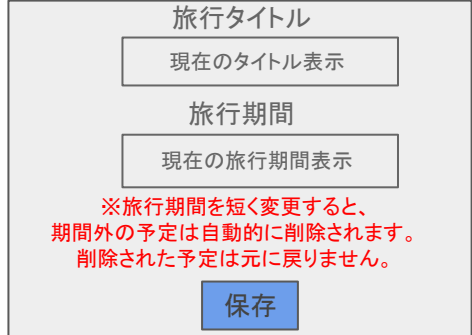 旅行タイトル
現在のタイトル表示
旅行期間
現在の旅行期間表示
※旅行期間を短く変更すると、
期間外の予定は自動的に削除されます。
削除された予定は元に戻りません。
保存